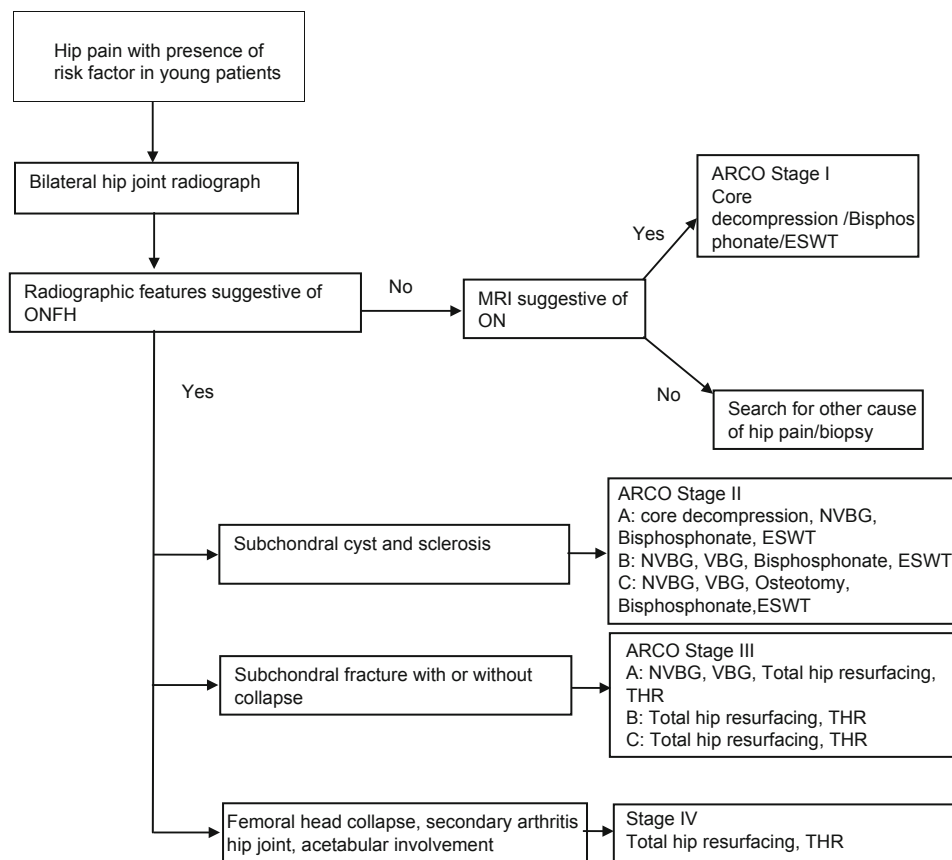 Hip pain with presence of
risk factor in young patients
Bilateral hip joint radiograph
ARCO Stage I
Core
decompression /Bisphos
phonate/ESWT
Yes
Radiographic features suggestive of
ONFH
No
MRI suggestive of
ON
No
Search for other cause
of hip pain/biopsy
Yes
Subchondral cyst and sclerosis
ARCO Stage II
A: core decompression, NVBG,
Bisphosphonate, ESWT
B: NVBG, VBG, Bisphosphonate, ESWT
C: NVBG, VBG, Osteotomy,
Bisphosphonate,ESWT
Subchondral fracture with or without
collapse
ARCO Stage III
A: NVBG, VBG, Total hip resurfacing,
THR
B: Total hip resurfacing, THR
C: Total hip resurfacing, THR
Femoral head collapse, secondary arthritis
hip joint, acetabular involvement
Stage IV
Total hip resurfacing, THR